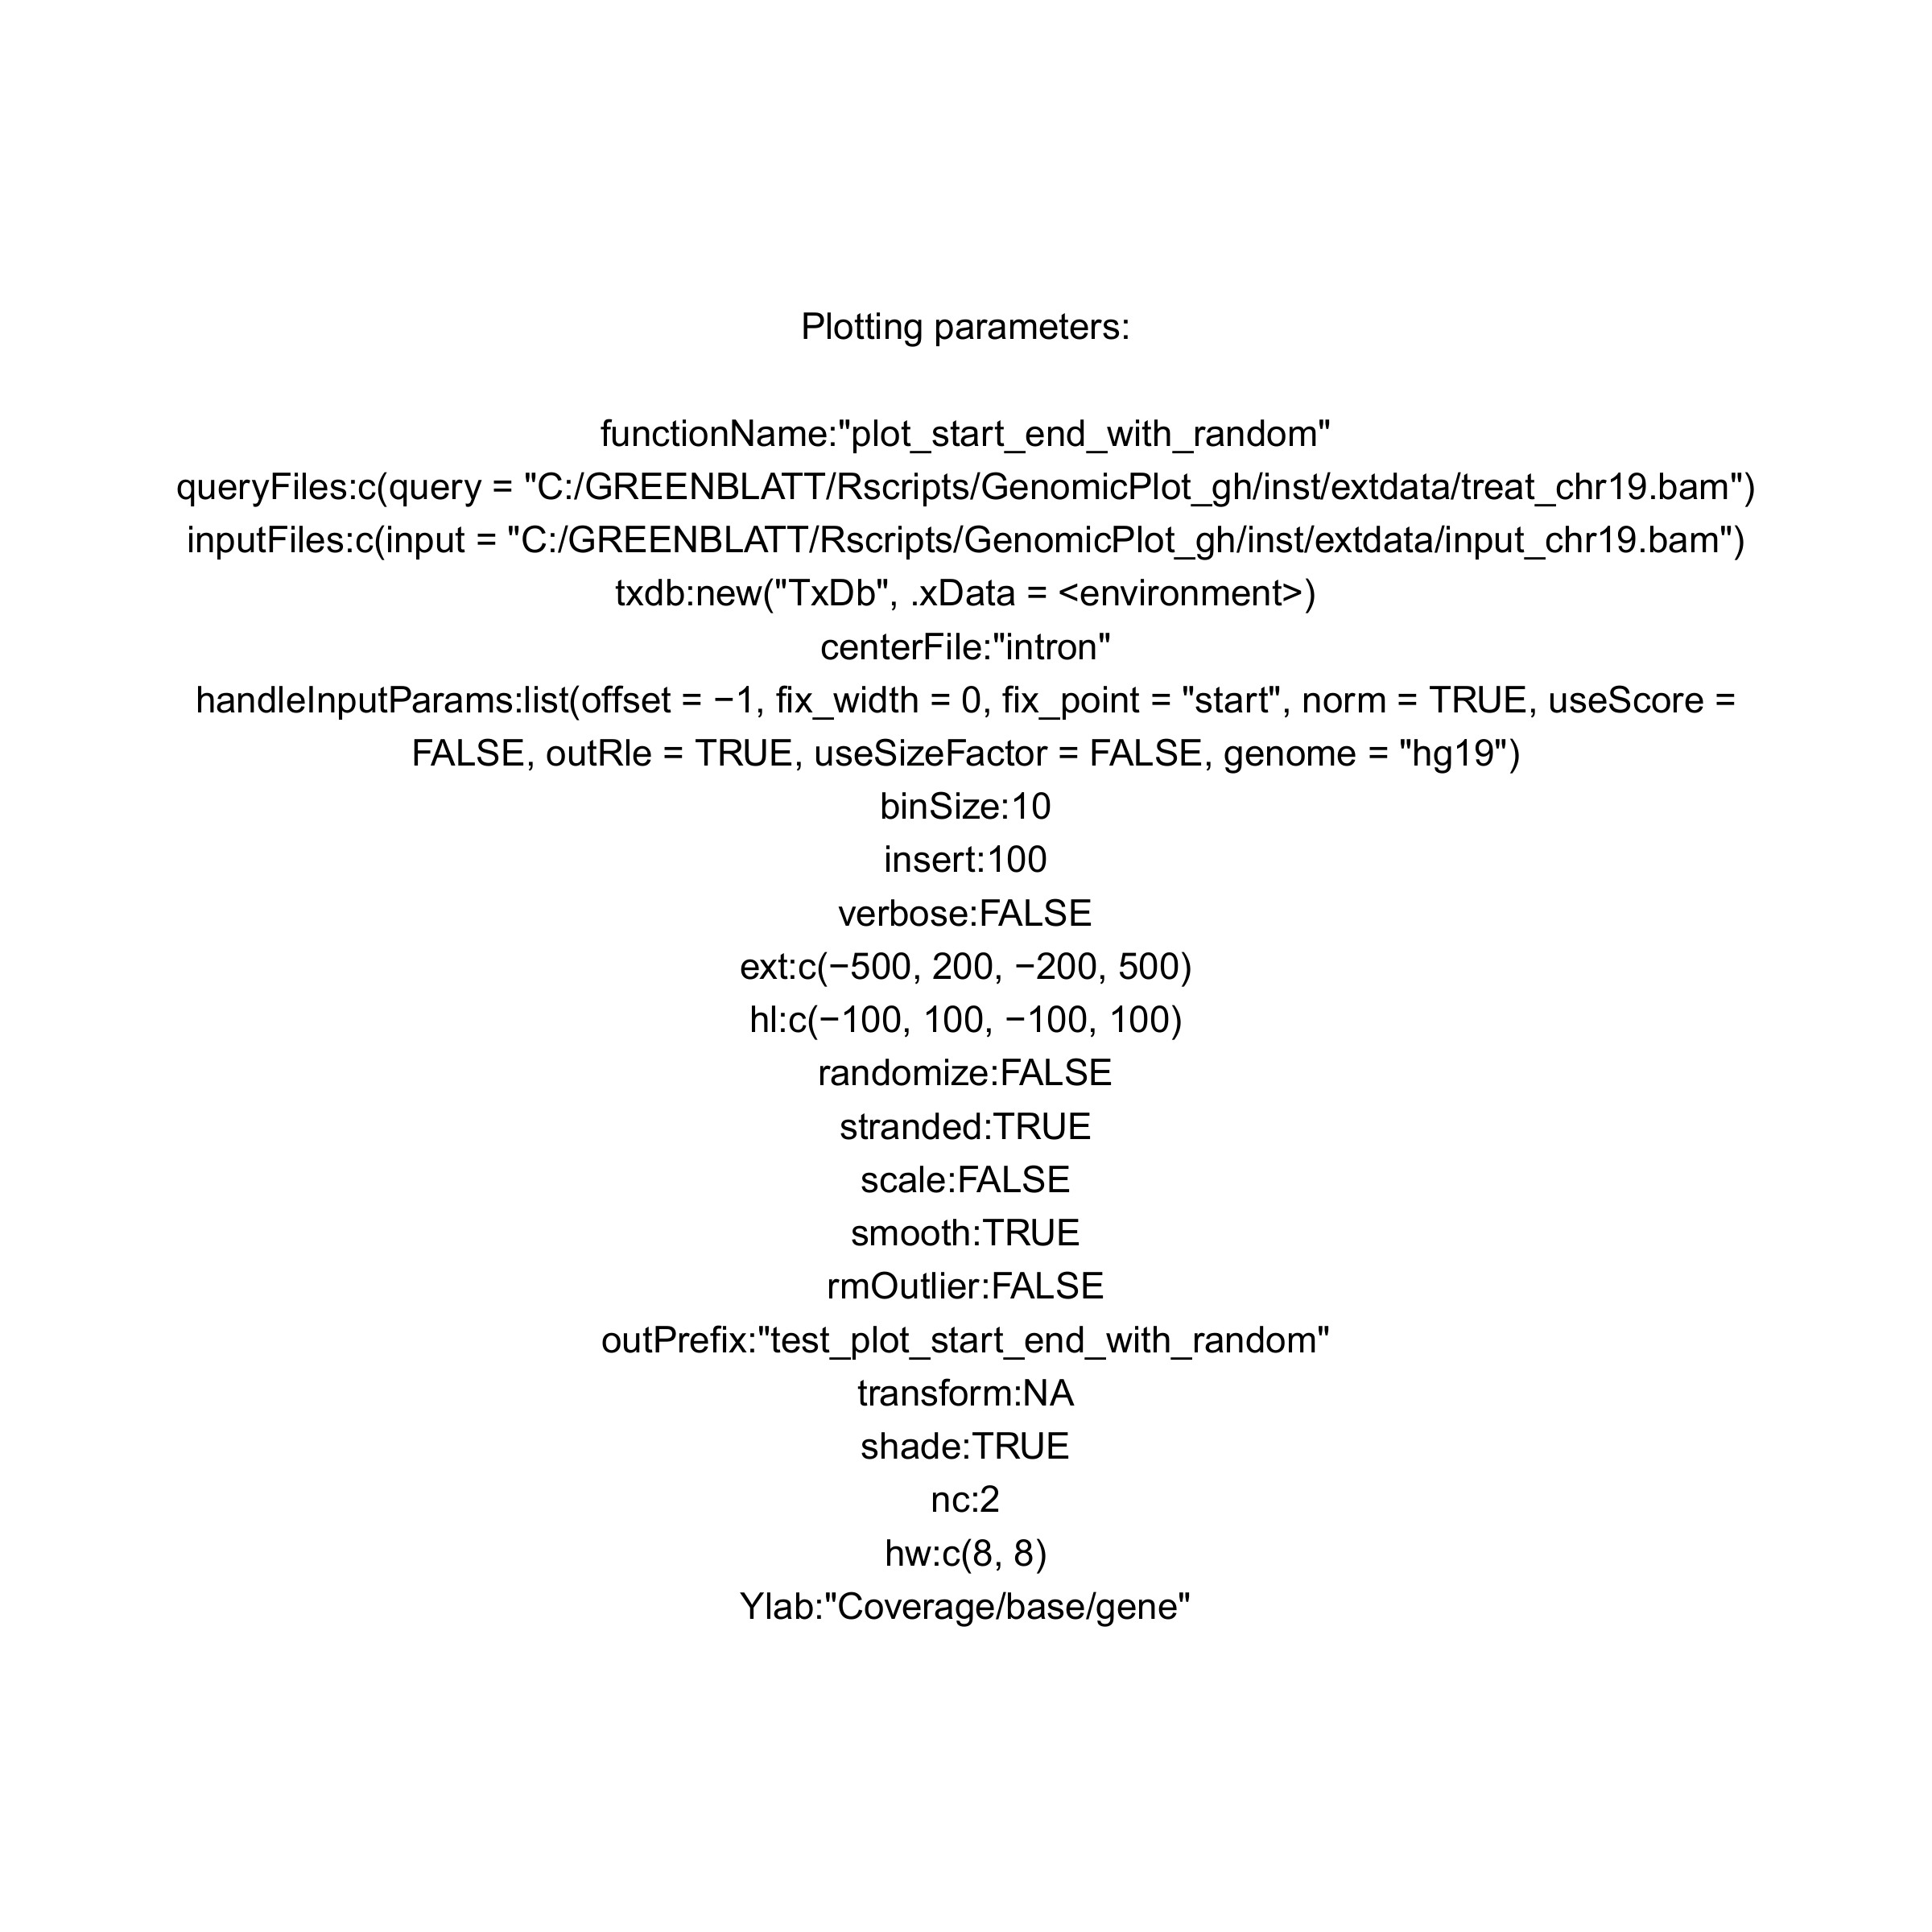 Plotting parameters:
functionName:"plot_start_end_with_random"
queryFiles:c(query = "C:/GREENBLATT/Rscripts/GenomicPlot_gh/inst/extdata/treat_chr19.bam")
inputFiles:c(input = "C:/GREENBLATT/Rscripts/GenomicPlot_gh/inst/extdata/input_chr19.bam")
txdb:new("TxDb", .xData = <environment>)
centerFile:"intron"
handleInputParams:list(offset = −1, fix_width = 0, fix_point = "start", norm = TRUE, useScore =
FALSE, outRle = TRUE, useSizeFactor = FALSE, genome = "hg19")
binSize:10
insert:100
verbose:FALSE
ext:c(−500, 200, −200, 500)
hl:c(−100, 100, −100, 100)
randomize:FALSE
stranded:TRUE
scale:FALSE
smooth:TRUE
rmOutlier:FALSE
outPrefix:"test_plot_start_end_with_random"
transform:NA
shade:TRUE
nc:2
hw:c(8, 8)
Ylab:"Coverage/base/gene"